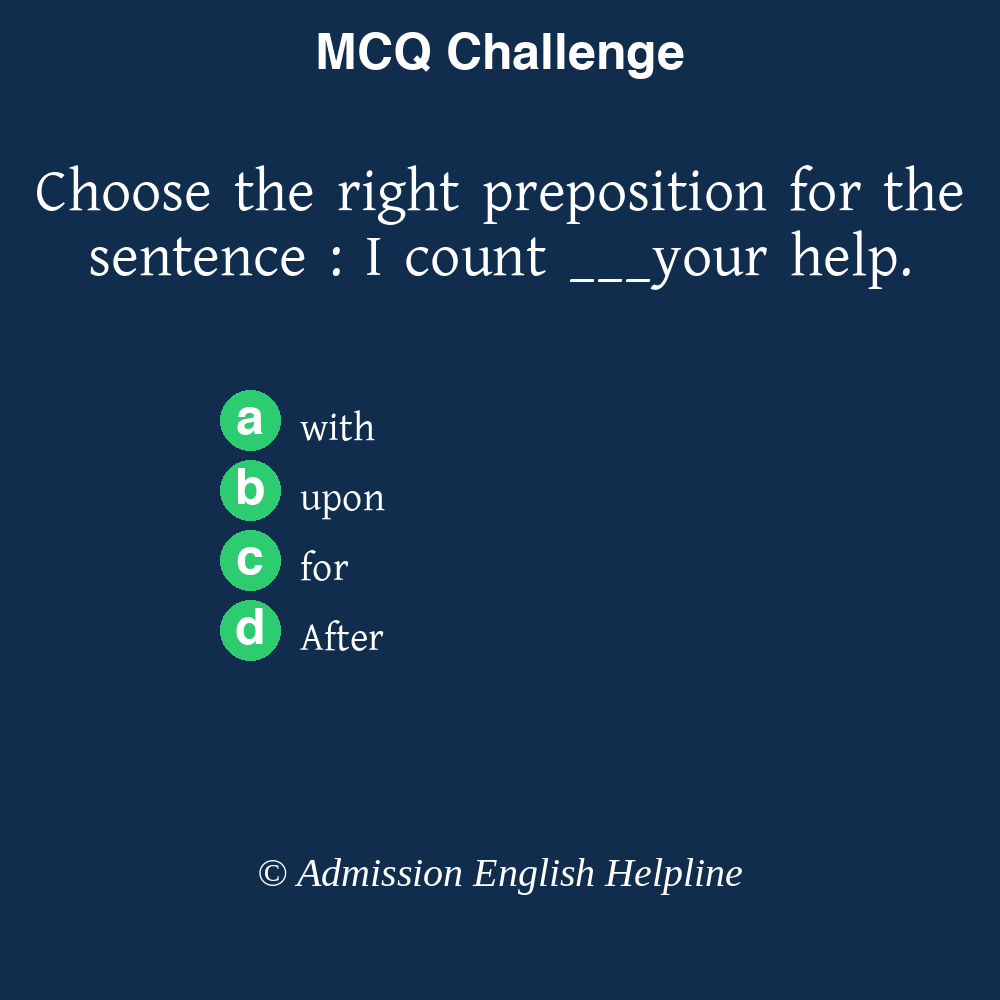 MCQ Challenge
Choose the right preposition for the
sentence : I count ___your help.
a with
b upon
c for
d After
© Admission English Helpline